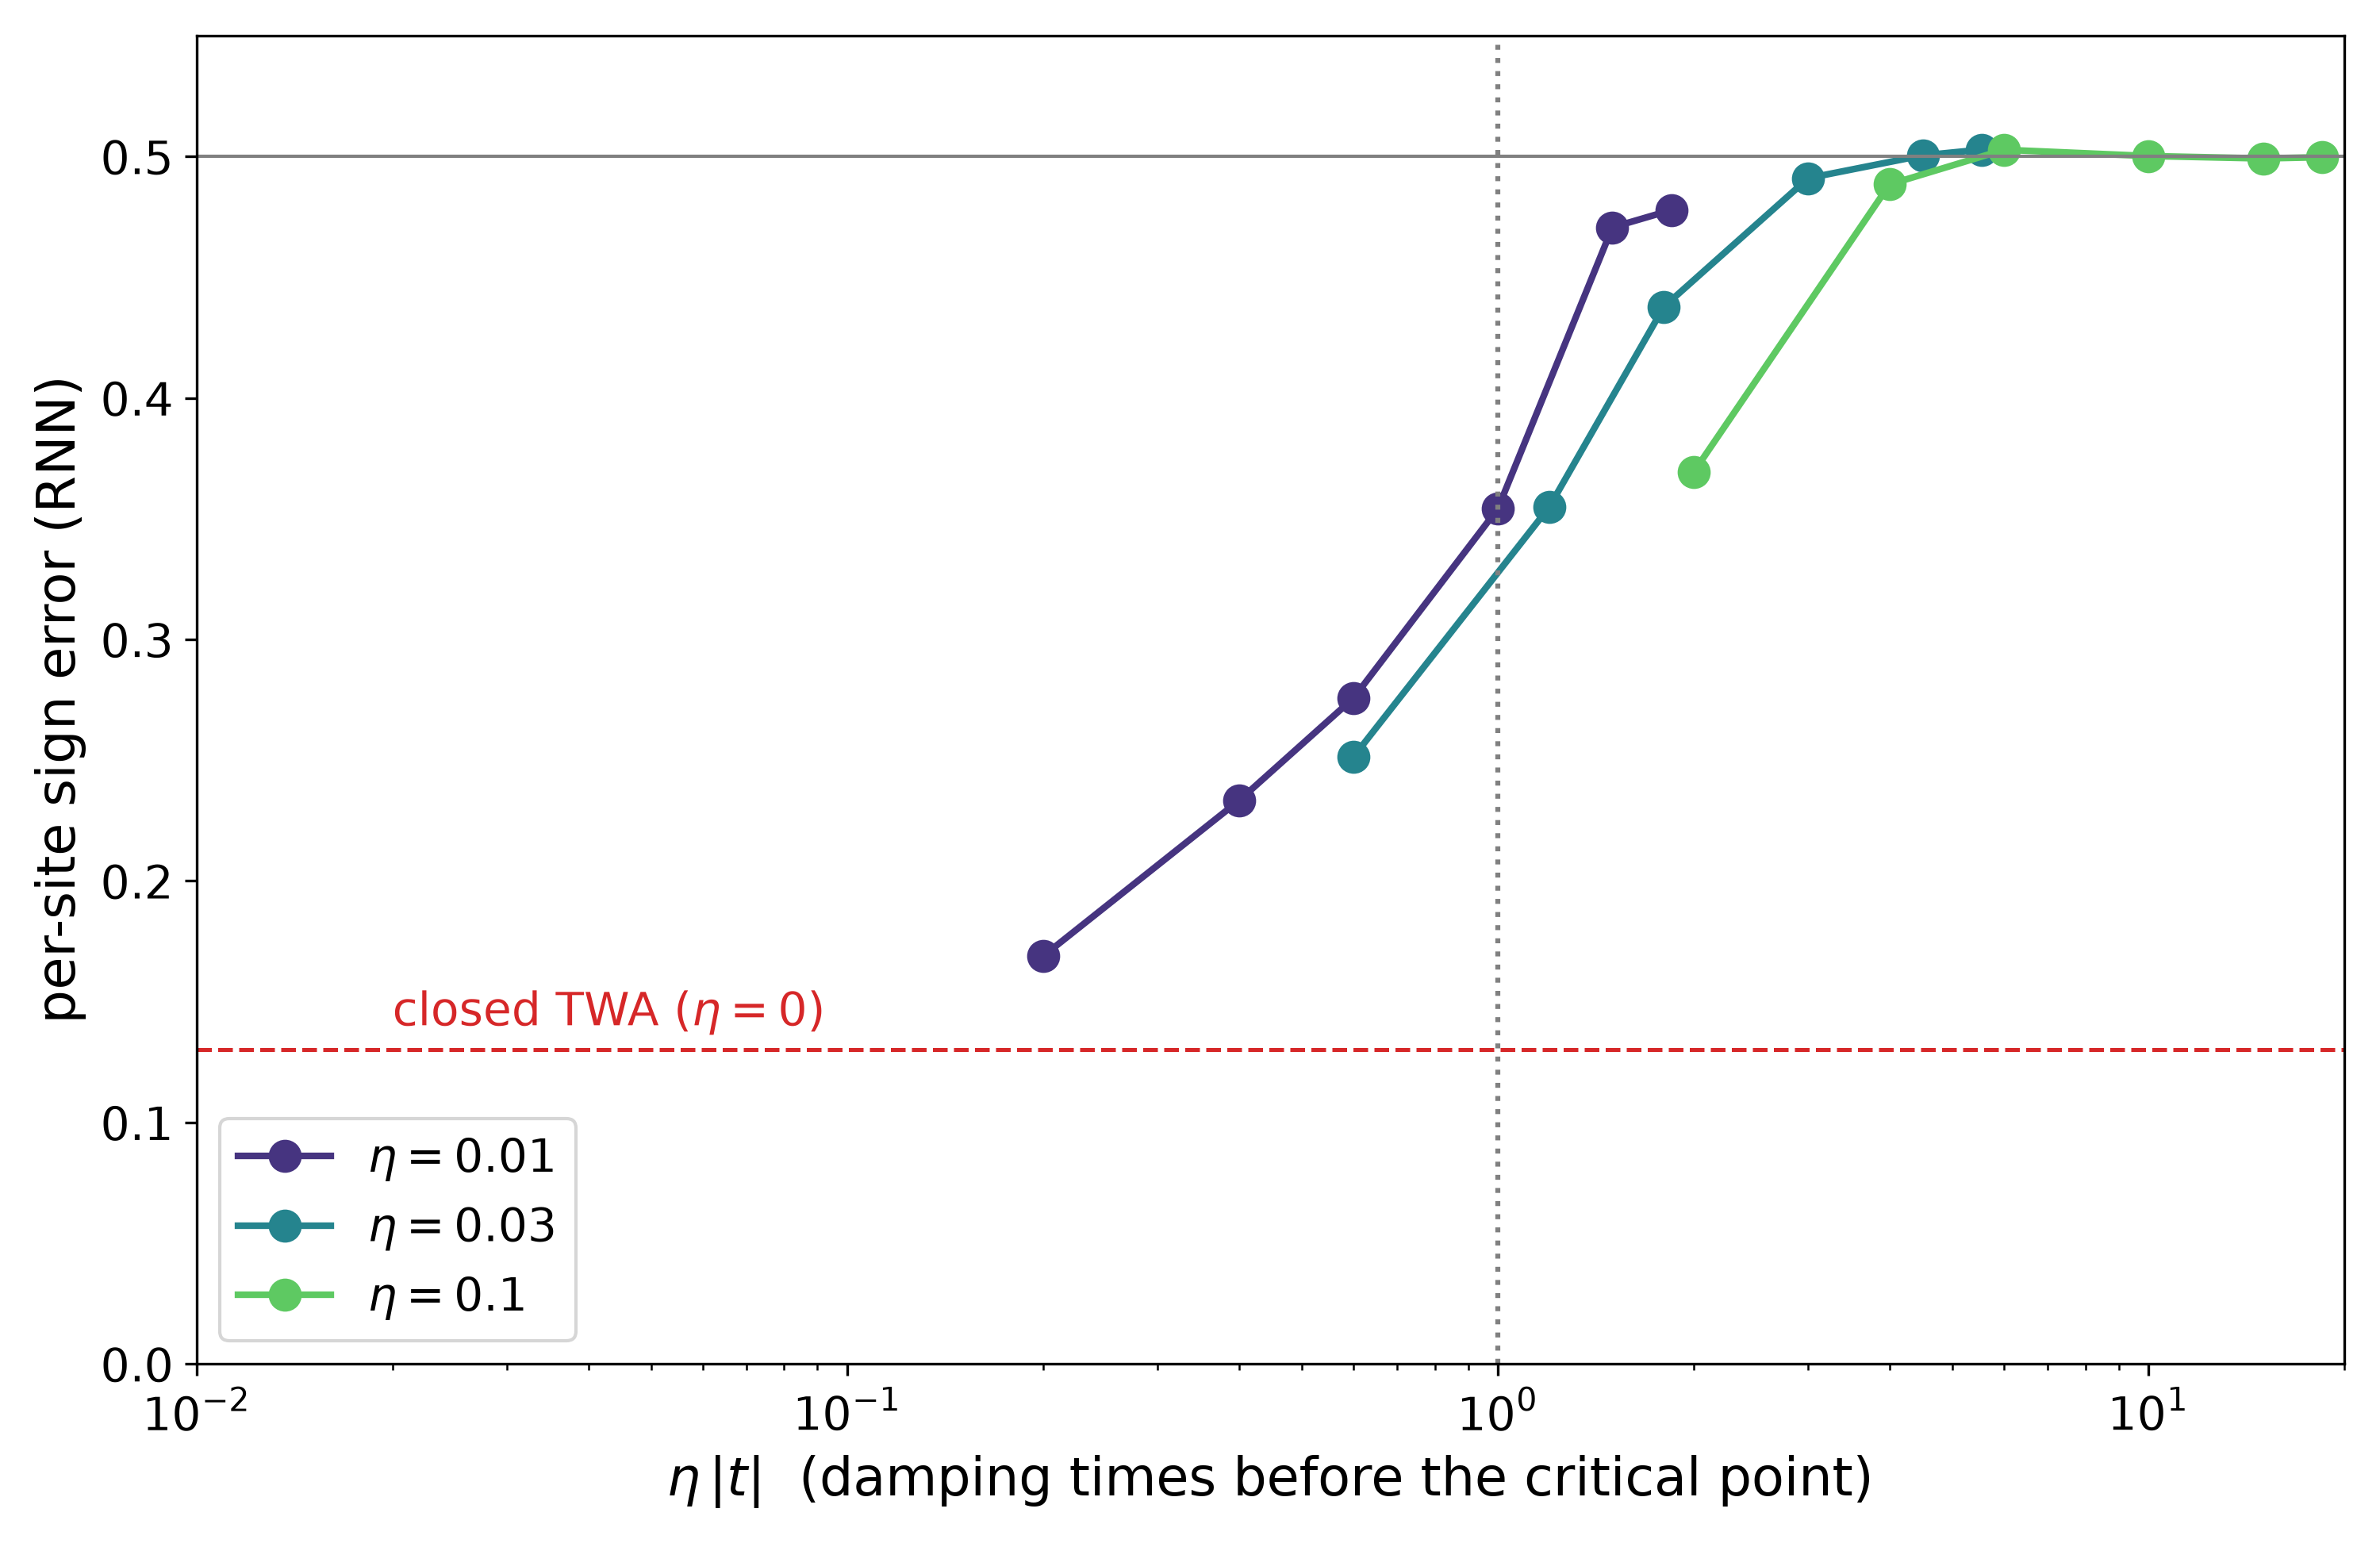 0.5
0.4
0.3
0.2
0.1
0.0
per-site sign error (RNN)
closed TWA (η = 0)
η = 0.01
η = 0.03
η = 0.1
10⁻²
10⁻¹
10⁰
10¹
η |t| (damping times before the critical point)